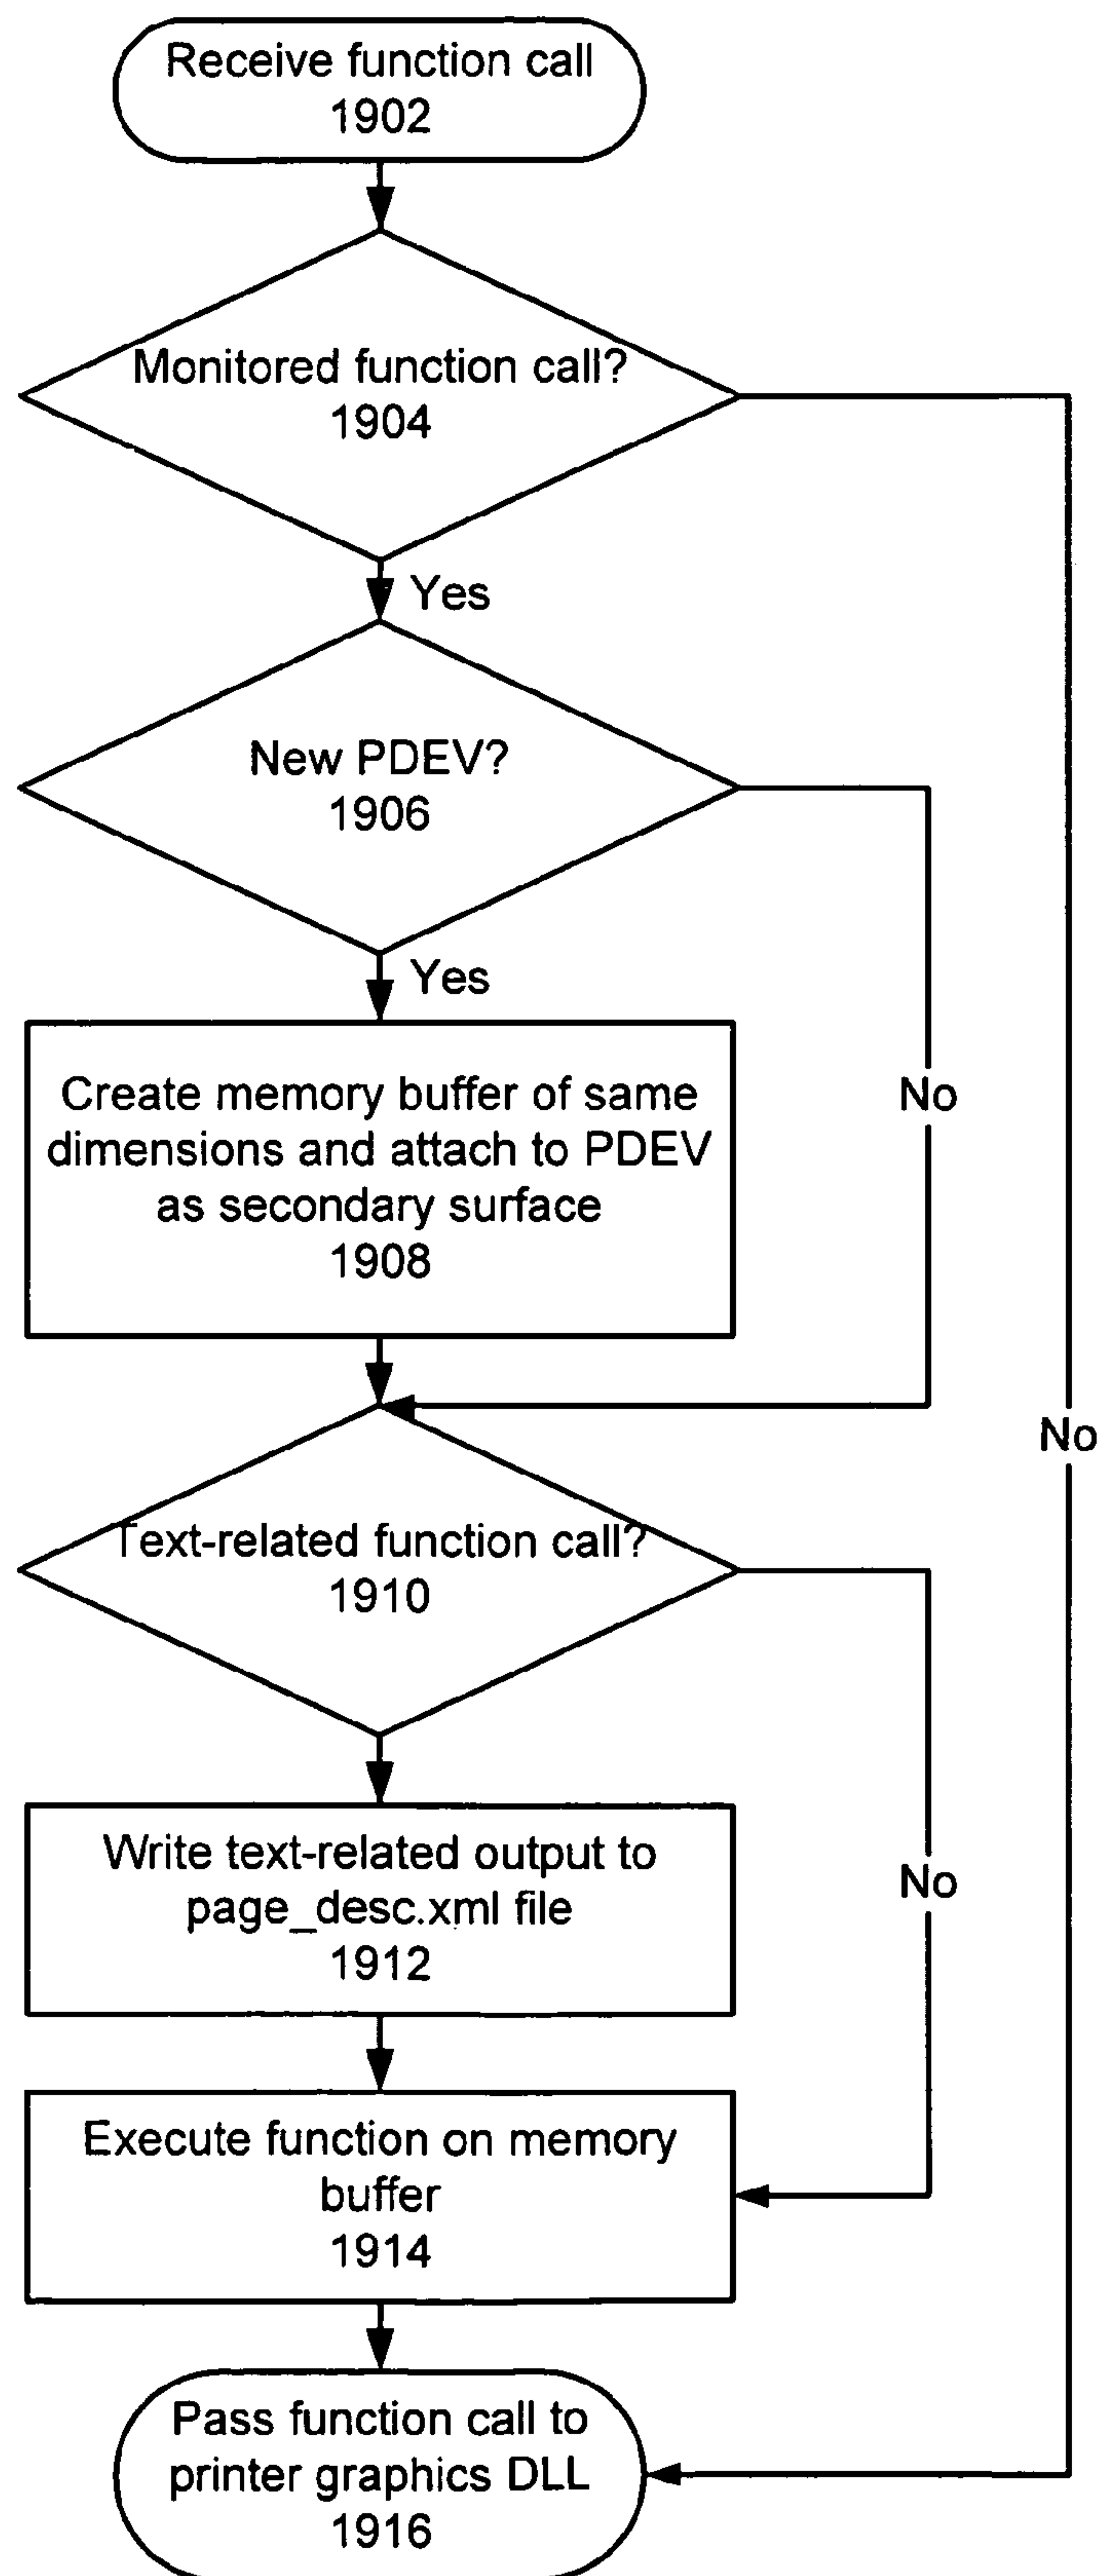 Receive function call
1902
Monitored function call?
1904
Yes
New PDEV?
1906
Yes
Create memory buffer of same
dimensions and attach to PDEV
as secondary surface
1908
No
No
Text-related function call?
1910
Write text-related output to
page_desc.xml file
1912
No
Execute function on memory
buffer
1914
Pass function call to
printer graphics DLL
1916